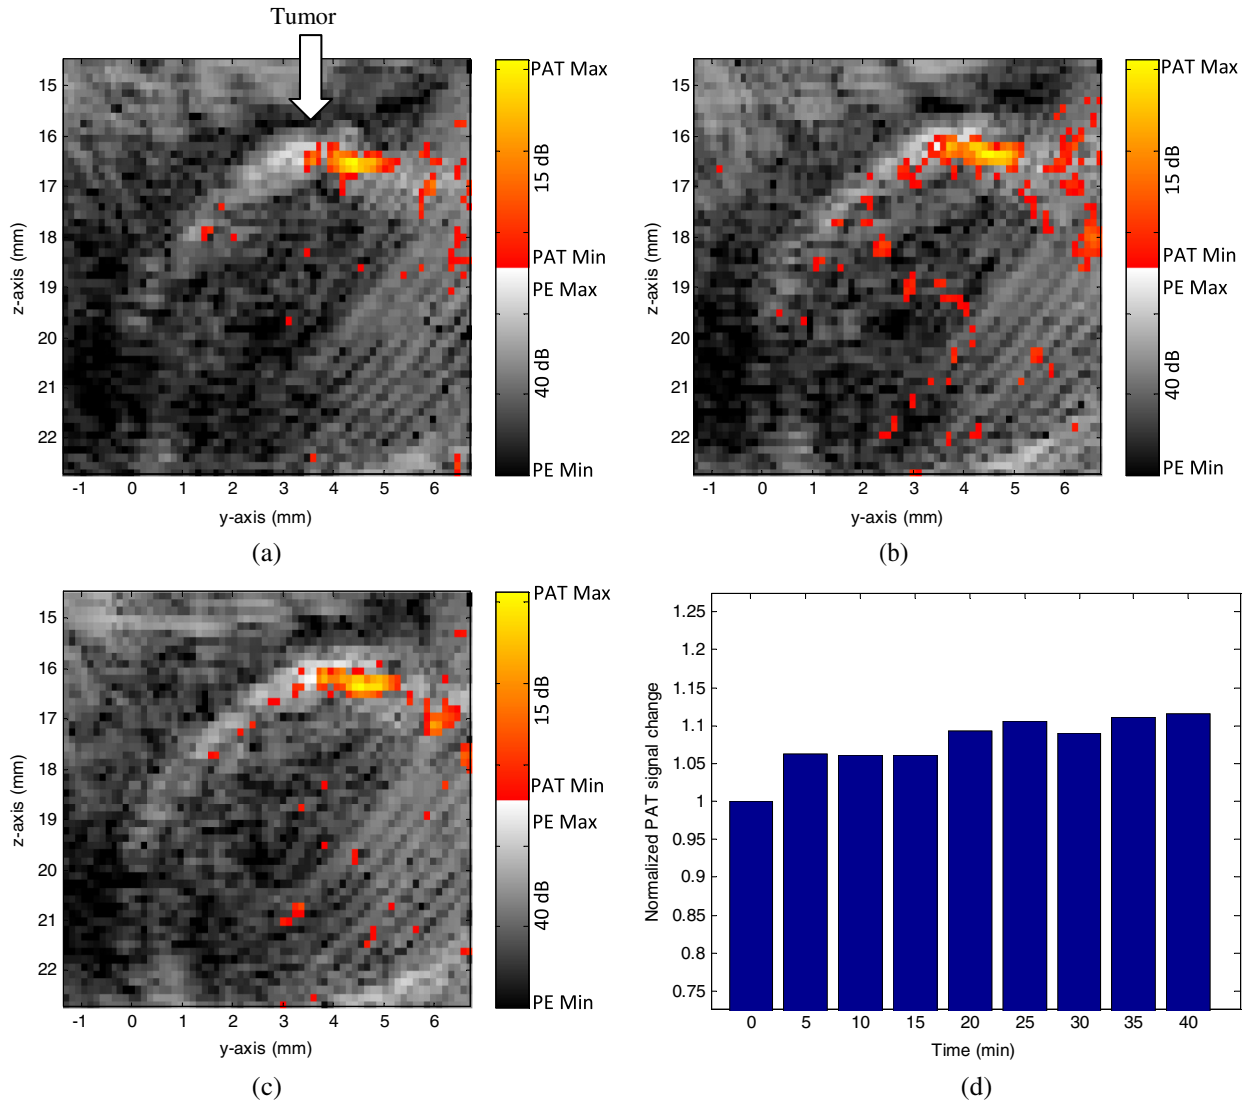 Tumor
15
16
17
18
19
20
21
22
z-axis (mm)
-1 0 1 2 3 4 5 6
y-axis (mm)
PAT Max
15 dB
PAT Min
PE Max
40 dB
PE Min
(a)
15
16
17
18
19
20
21
22
z-axis (mm)
-1 0 1 2 3 4 5 6
y-axis (mm)
PAT Max
15 dB
PAT Min
PE Max
40 dB
PE Min
(b)
15
16
17
18
19
20
21
22
z-axis (mm)
-1 0 1 2 3 4 5 6
y-axis (mm)
PAT Max
15 dB
PAT Min
PE Max
40 dB
PE Min
(c)
1.25
1.2
1.15
1.1
1.05
1
0.95
0.9
0.85
0.8
0.75
Normalized PAT signal change
0 5 10 15 20 25 30 35 40
Time (min)
(d)